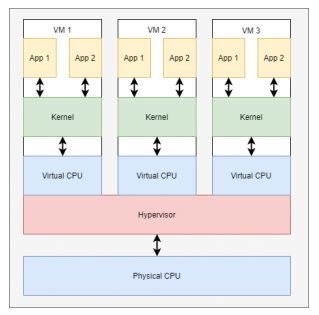 VM 1 VM 2 VM 3
App 1 App 2 App 1 App 2 App 1 App 2
Kernel Kernel Kernel
Virtual CPU Virtual CPU Virtual CPU
Hypervisor
Physical CPU